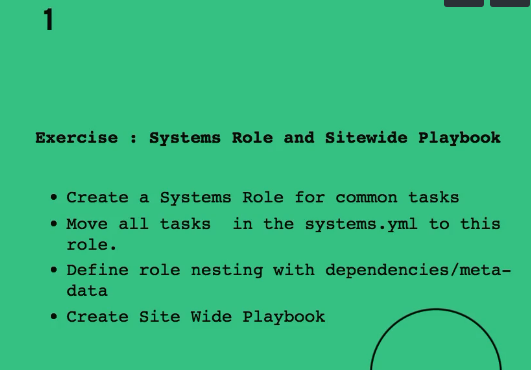 1
Exercise : Systems Role and Sitewide Playbook
• Create a Systems Role for common tasks
• Move all tasks  in the systems.yml to this
role.
• Define role nesting with dependencies/meta-
data
• Create Site Wide Playbook